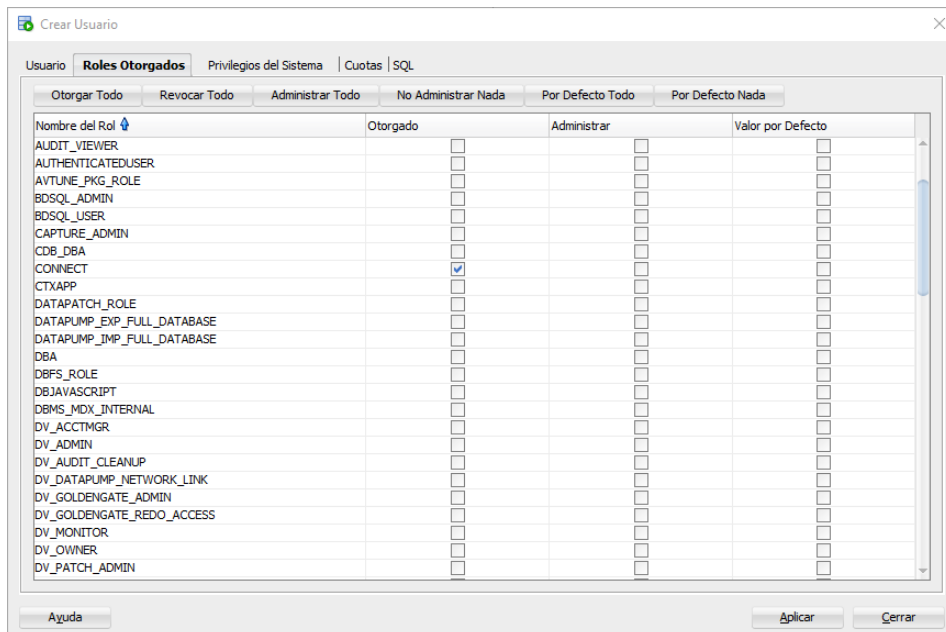 Crear Usuario
Usuario Roles Otorgados Privilegios del Sistema Cuotas SQL
Otorgar Todo Revocar Todo Administrar Todo No Administrar Nada Por Defecto Todo Por Defecto Nada
Nombre del Rol Otorgado Administrar Valor por Defecto
AUDIT_VIEWER
AUTHENTICATEDUSER
AVTUNE_PKG_ROLE
BDSQL_ADMIN
BDSQL_USER
CAPTURE_ADMIN
CDB_DBA
CONNECT
CTXAPP
DATAPATCH_ROLE
DATAPUMP_EXP_FULL_DATABASE
DATAPUMP_IMP_FULL_DATABASE
DBA
DBFS_ROLE
DBJAVASCRIPT
DBMS_MDX_INTERNAL
DV_ACCTMGR
DV_ADMIN
DV_AUDIT_CLEANUP
DV_DATAPUMP_NETWORK_LINK
DV_GOLDENGATE_ADMIN
DV_GOLDENGATE_REDO_ACCESS
DV_MONITOR
DV_OWNER
DV_PATCH_ADMIN
Ayuda Aplicar Cerrar